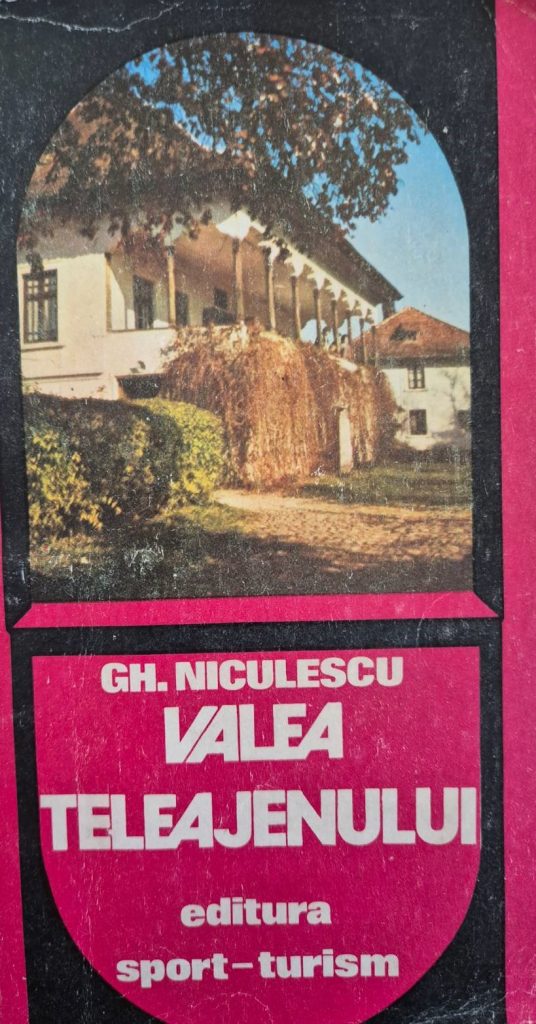 GH. NICULESCU
VALEA
TELEAJENULUI
editura
sport-turism